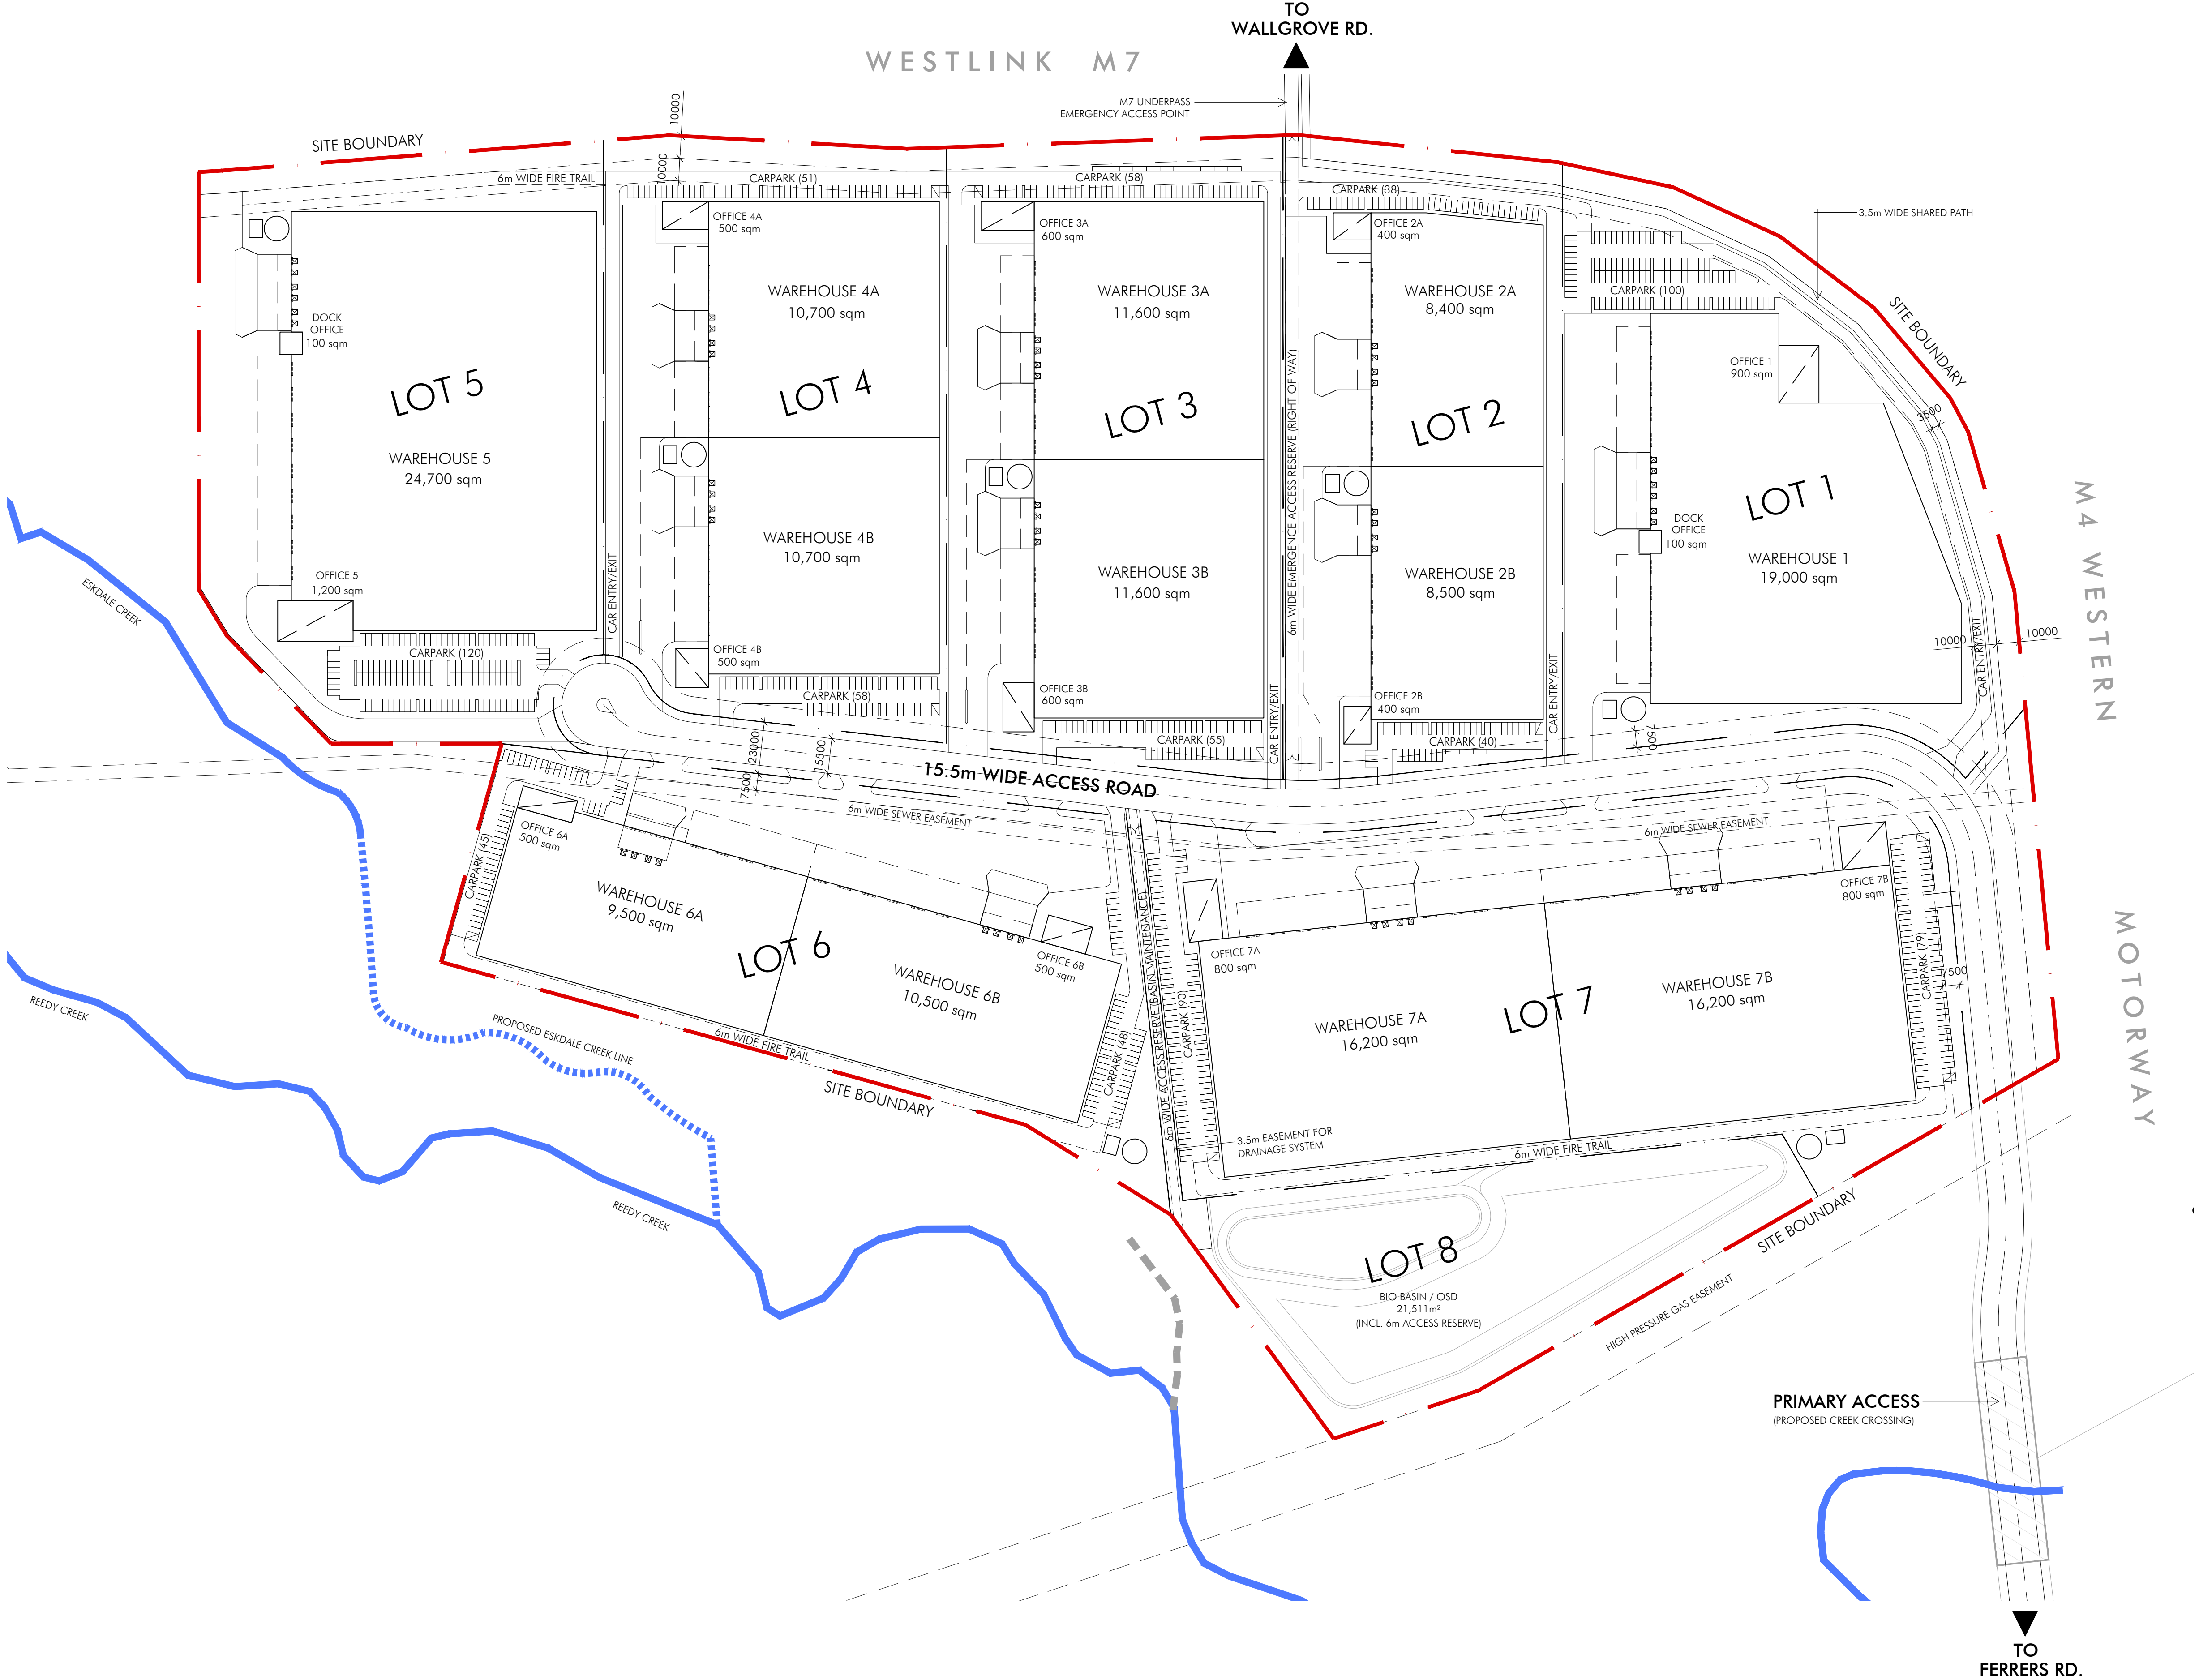 TO
WALLGROVE RD.
WESTLINK M7
M7 UNDERPASS
EMERGENCY ACCESS POINT
10000
10000
SITE BOUNDARY
6m WIDE FIRE TRAIL
CARPARK (51)
CARPARK (58)
CARPARK (38)
3.5m WIDE SHARED PATH
SITE BOUNDARY
OFFICE 4A
500 sqm
OFFICE 3A
600 sqm
OFFICE 2A
400 sqm
CARPARK (100)
WAREHOUSE 4A
10,700 sqm
WAREHOUSE 3A
11,600 sqm
WAREHOUSE 2A
8,400 sqm
DOCK
OFFICE
100 sqm
OFFICE 1
900 sqm
LOT 5
LOT 4
LOT 3
LOT 2
LOT 1
3500
WAREHOUSE 5
24,700 sqm
6m WIDE EMERGENCE ACCESS RESERVE (RIGHT OF WAY)
DOCK
OFFICE
100 sqm
WAREHOUSE 4B
10,700 sqm
WAREHOUSE 3B
11,600 sqm
WAREHOUSE 2B
8,500 sqm
WAREHOUSE 1
19,000 sqm
M4 WESTERN
MOTORWAY
ESKDALE CREEK
OFFICE 5
1,200 sqm
CAR ENTRY/EXIT
CARPARK (120)
OFFICE 4B
500 sqm
CARPARK (58)
OFFICE 3B
600 sqm
CARPARK (55)
CAR ENTRY/EXIT
OFFICE 2B
400 sqm
CARPARK (40)
CAR ENTRY/EXIT
7500
10000
10000
CAR ENTRY/EXIT
23000
7500
15500
15.5m WIDE ACCESS ROAD
6m WIDE SEWER EASEMENT
6m WIDE SEWER EASEMENT
CARPARK (45)
OFFICE 6A
500 sqm
WAREHOUSE 6A
9,500 sqm
LOT 6
OFFICE 6B
500 sqm
WAREHOUSE 6B
10,500 sqm
CARPARK (48)
6m WIDE ACCESS RESERVE (BASIN MAINTENANCE)
CARPARK (90)
OFFICE 7A
800 sqm
WAREHOUSE 7A
16,200 sqm
LOT 7
WAREHOUSE 7B
16,200 sqm
OFFICE 7B
800 sqm
CARPARK (79)
7500
REEDY CREEK
PROPOSED ESKDALE CREEK LINE
6m WIDE FIRE TRAIL
SITE BOUNDARY
3.5m EASEMENT FOR
DRAINAGE SYSTEM
6m WIDE FIRE TRAIL
REEDY CREEK
SITE BOUNDARY
LOT 8
BIO BASIN / OSD
21,511m²
(INCL. 6m ACCESS RESERVE)
HIGH PRESSURE GAS EASEMENT
PRIMARY ACCESS
(PROPOSED CREEK CROSSING)
TO
FERRERS RD.